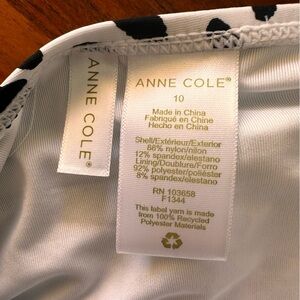 ANNE COLE®
ANNE COLE®
10
Made in China
Fabriqué en Chine
Hecho en China
Shell/Extérieur/Exterior
88% nylon/nilon
12% spandex/elastano
Lining/Doublure/Forro
92% polyester/poliéster
8% spandex/elastano
RN 103658
F1344
This label yarn is made
from 100% Recycled
Polyester Materials